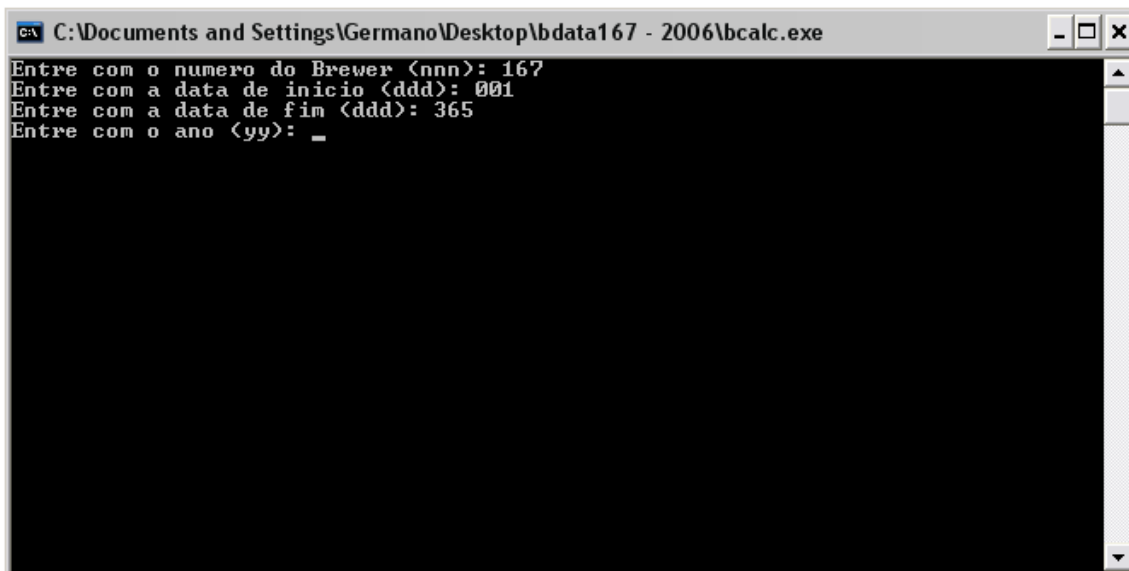 C:\Documents and Settings\Germano\Desktop\bdata167 - 2006\bcalc.exe
Entre com o numero do Brewer (nnn): 167
Entre com a data de inicio (ddd): 001
Entre com a data de fim (ddd): 365
Entre com o ano (yy): _